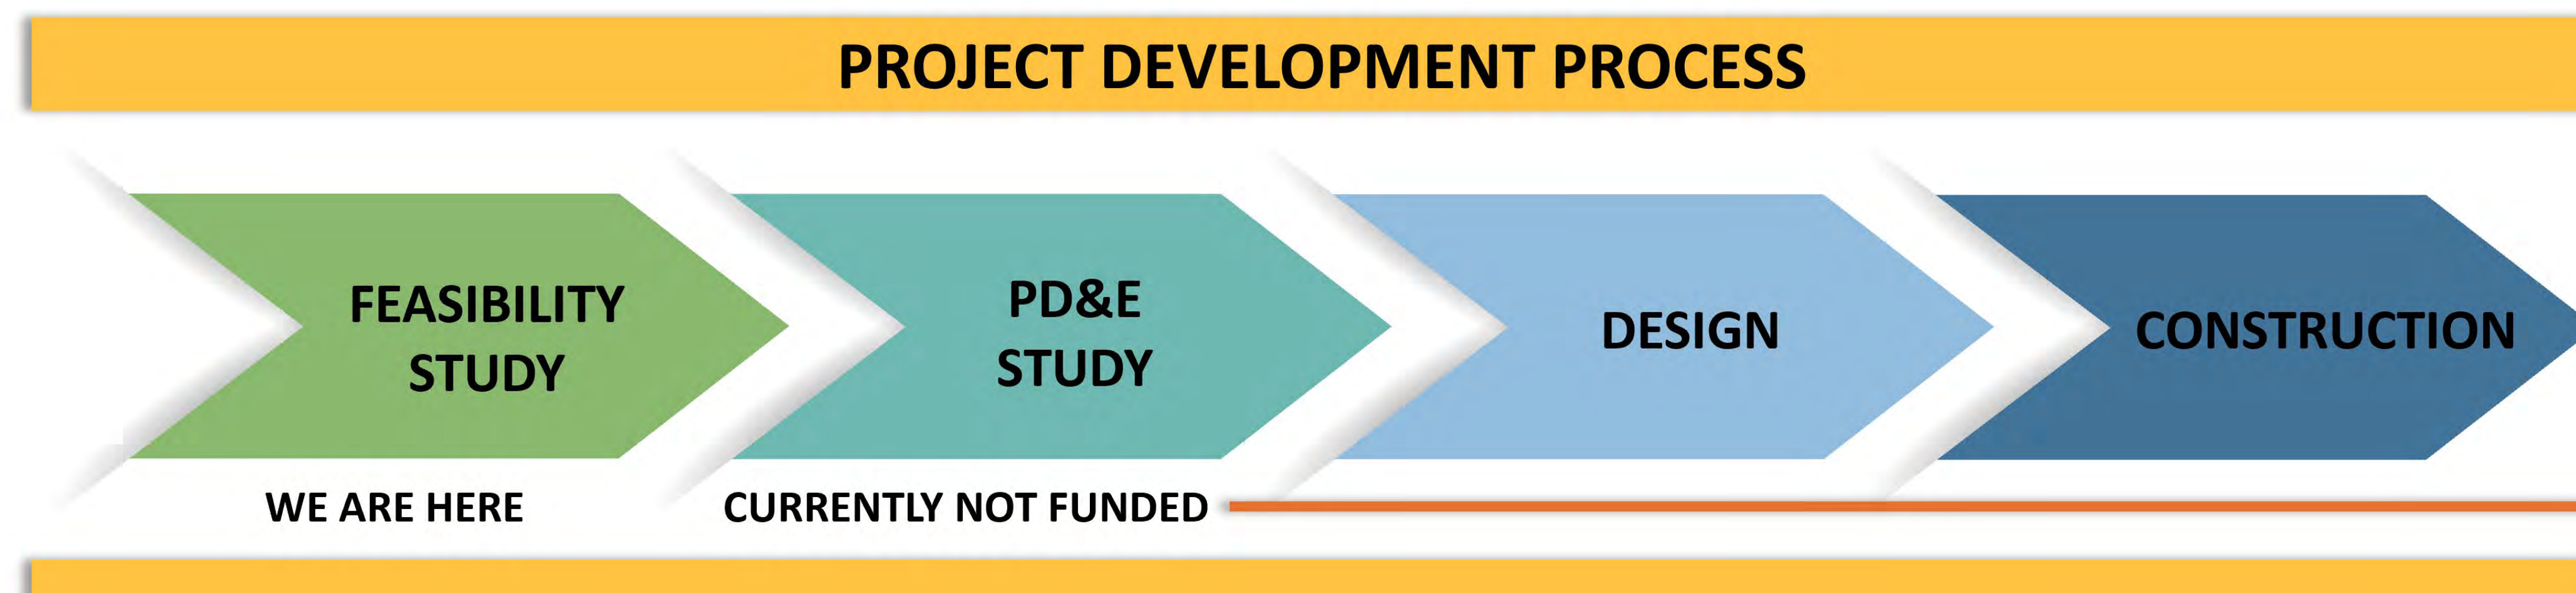 PROJECT DEVELOPMENT PROCESS
FEASIBILITY
STUDY
PD&E
STUDY
DESIGN
CONSTRUCTION
WE ARE HERE
CURRENTLY NOT FUNDED